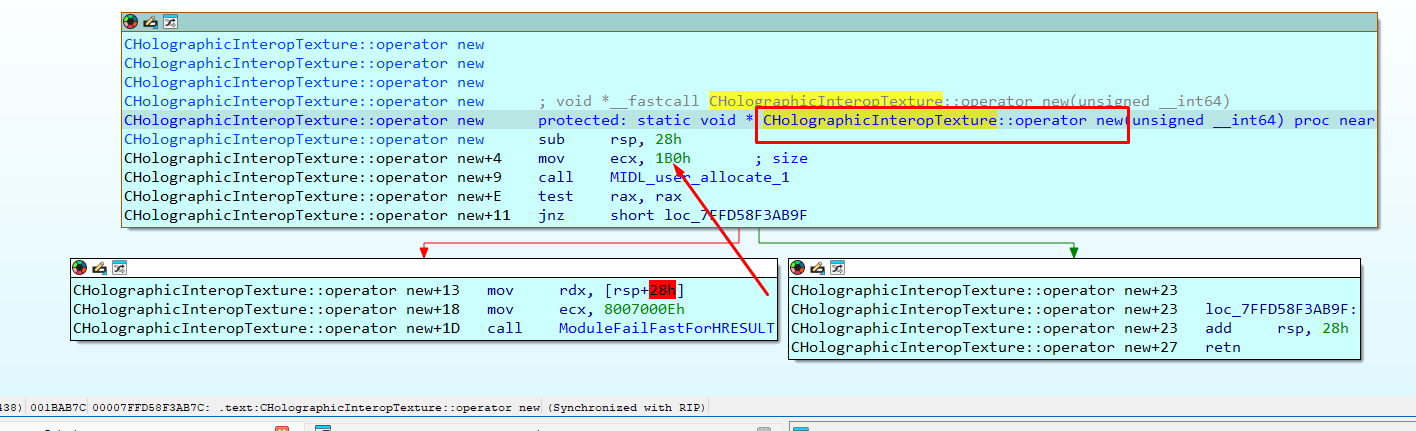 CHolographicInteropTexture::operator new
CHolographicInteropTexture::operator new
CHolographicInteropTexture::operator new
CHolographicInteropTexture::operator new ; void *__fastcall CHolographicInteropTexture::operator new(unsigned __int64)
CHolographicInteropTexture::operator new protected: static void * CHolographicInteropTexture::operator new(unsigned __int64) proc near
CHolographicInteropTexture::operator new sub rsp, 28h
CHolographicInteropTexture::operator new+4 mov ecx, 1B0h ; size
CHolographicInteropTexture::operator new+9 call MIDL_user_allocate_1
CHolographicInteropTexture::operator new+E test rax, rax
CHolographicInteropTexture::operator new+11 jnz short loc_7FFD58F3AB9F
CHolographicInteropTexture::operator new+13 mov rdx, [rsp+28h]
CHolographicInteropTexture::operator new+18 mov ecx, 8007000Eh
CHolographicInteropTexture::operator new+1D call ModuleFailFastForHRESULT
CHolographicInteropTexture::operator new+23
CHolographicInteropTexture::operator new+23 loc_7FFD58F3AB9F:
CHolographicInteropTexture::operator new+23 add rsp, 28h
CHolographicInteropTexture::operator new+27 retn
438) 001BAB7C 00007FFD58F3AB7C: .text:CHolographicInteropTexture::operator new (Synchronized with RIP)